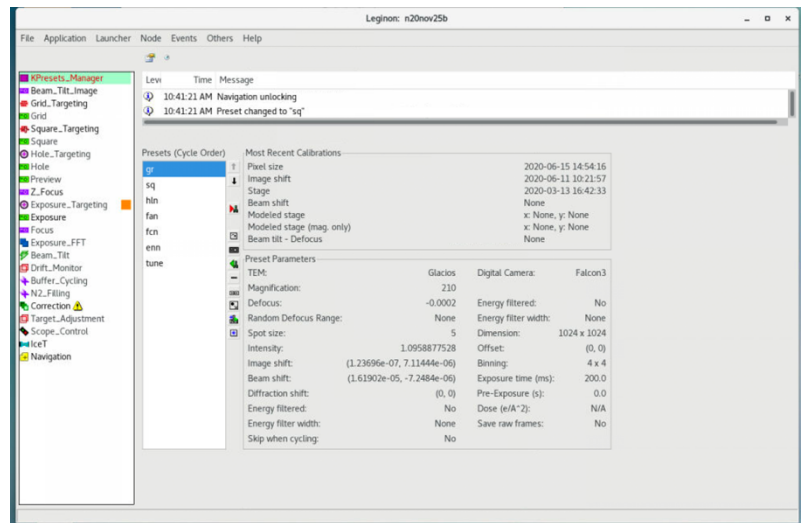 Leginon: n20nov25b
File Application Launcher Node Events Others Help
KPresets_Manager
Beam_Tilt_Image
Grid_Targeting
Grid
Square_Targeting
Square
Hole_Targeting
Hole
Preview
Z_Focus
Exposure_Targeting
Exposure
Focus
Exposure_FFT
Beam_Tilt
Drift_Monitor
Buffer_Cycling
N2_Filling
Correction
Target_Adjustment
Scope_Control
IceT
Navigation
Leve Time Message
10:41:21 AM Navigation unlocking
10:41:21 AM Preset changed to "sq"
Presets (Cycle Order)
gr
sq
hln
fan
fcn
enn
tune
Most Recent Calibrations
Pixel size 2020-06-15 14:54:16
Image shift 2020-06-11 10:21:57
Stage 2020-03-13 16:42:33
Beam shift None
Modeled stage x: None, y: None
Modeled stage (mag. only) x: None, y: None
Beam tilt - Defocus None
Preset Parameters
TEM: Glacios Digital Camera: Falcon3
Magnification: 210
Defocus: -0.0002 Energy filtered: No
Random Defocus Range: None Energy filter width: None
Spot size: 5 Dimension: 1024 x 1024
Intensity: 1.0958877528 Offset: (0, 0)
Image shift: (1.23696e-07, 7.11444e-06) Binning: 4 x 4
Beam shift: (1.61902e-05, -7.2484e-06) Exposure time (ms): 200.0
Diffraction shift: (0, 0) Pre-Exposure (s): 0.0
Energy filtered: No Dose (e/A^2): N/A
Energy filter width: None Save raw frames: No
Skip when cycling: No